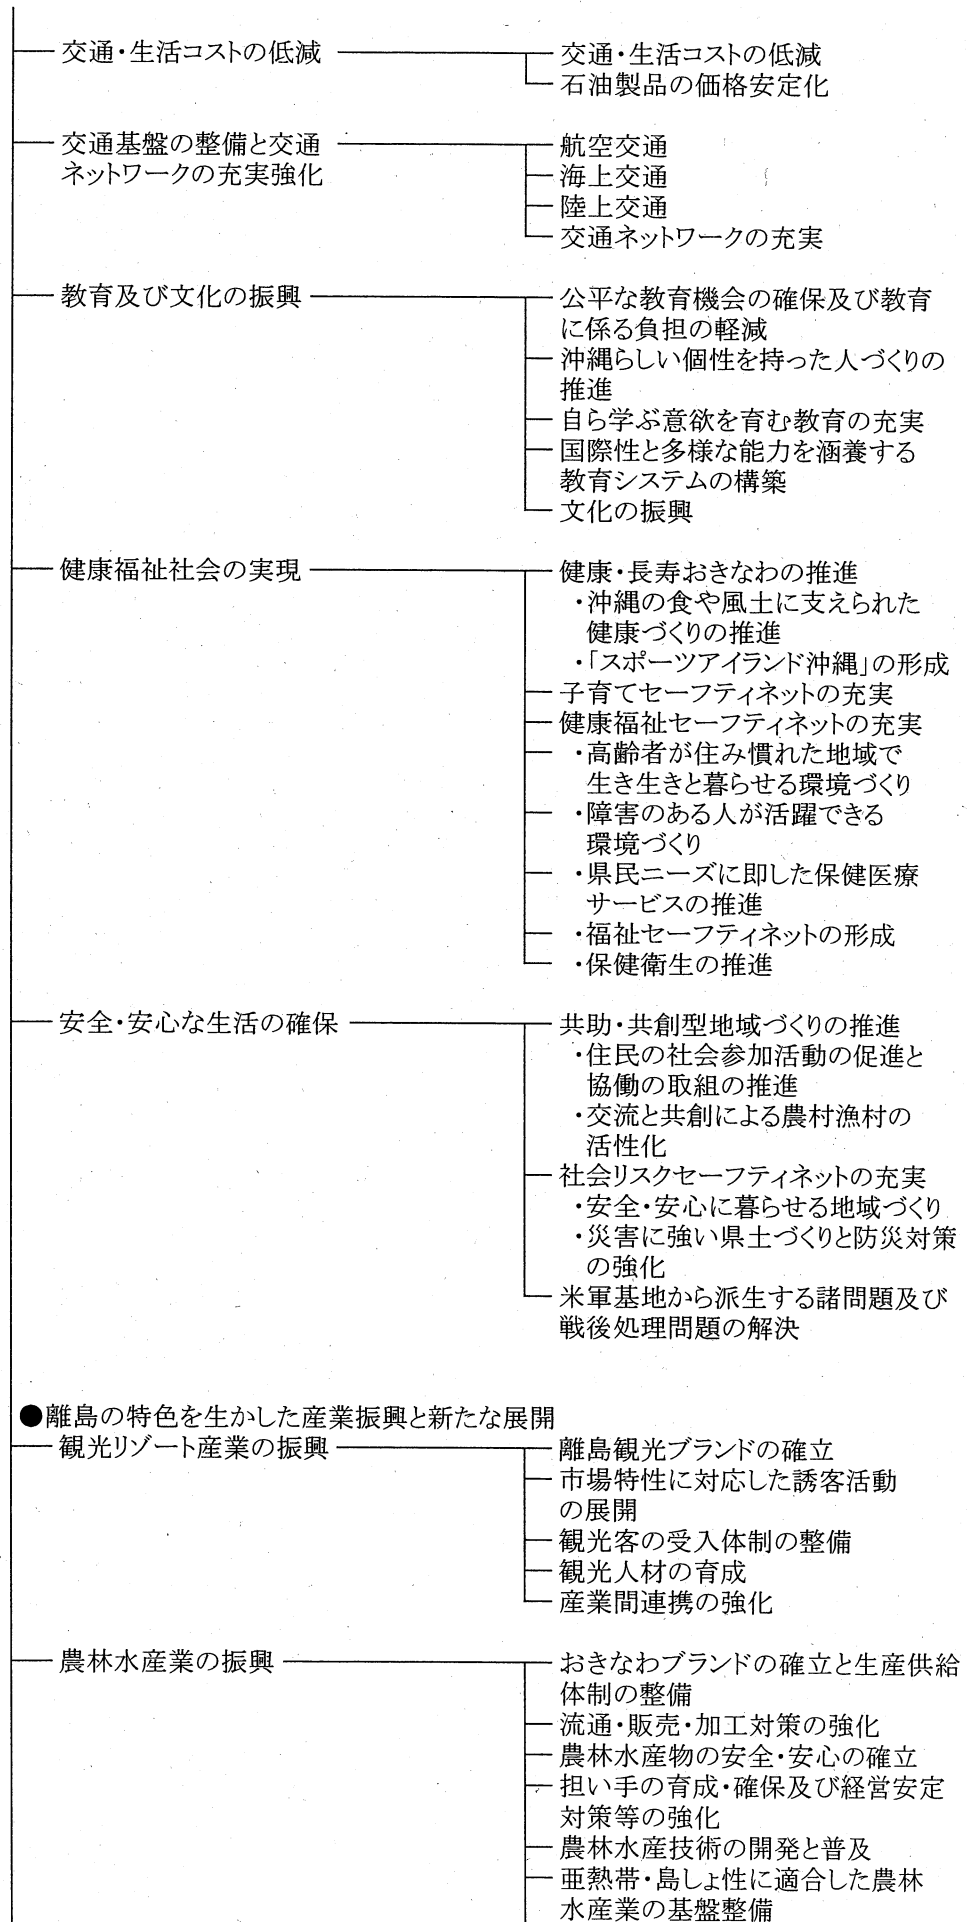 交通・生活コストの低減
交通・生活コストの低減
石油製品の価格安定化
交通基盤の整備と交通
ネットワークの充実強化
航空交通
海上交通
陸上交通
交通ネットワークの充実
教育及び文化の振興
公平な教育機会の確保及び教育
に係る負担の軽減
沖縄らしい個性を持った人づくりの
推進
自ら学ぶ意欲を育む教育の充実
国際性と多様な能力を涵養する
教育システムの構築
文化の振興
健康福祉社会の実現
健康・長寿おきなわの推進
・沖縄の食や風土に支えられた
健康づくりの推進
・「スポーツアイランド沖縄」の形成
子育てセーフティネットの充実
健康福祉セーフティネットの充実
・高齢者が住み慣れた地域で
生き生きと暮らせる環境づくり
・障害のある人が活躍できる
環境づくり
・県民ニーズに即した保健医療
サービスの推進
・福祉セーフティネットの形成
・保健衛生の推進
安全・安心な生活の確保
共助・共創型地域づくりの推進
・住民の社会参加活動の促進と
協働の取組の推進
・交流と共創による農村漁村の
活性化
社会リスクセーフティネットの充実
・安全・安心に暮らせる地域づくり
・災害に強い県土づくりと防災対策
の強化
米軍基地から派生する諸問題及び
戦後処理問題の解決
●離島の特色を生かした産業振興と新たな展開
観光リゾート産業の振興
離島観光ブランドの確立
市場特性に対応した誘客活動
の展開
観光客の受入体制の整備
観光人材の育成
産業間連携の強化
農林水産業の振興
おきなわブランドの確立と生産供給
体制の整備
流通・販売・加工対策の強化
農林水産物の安全・安心の確立
担い手の育成・確保及び経営安定
対策等の強化
農林水産技術の開発と普及
亜熱帯・島しょ性に適合した農林
水産業の基盤整備